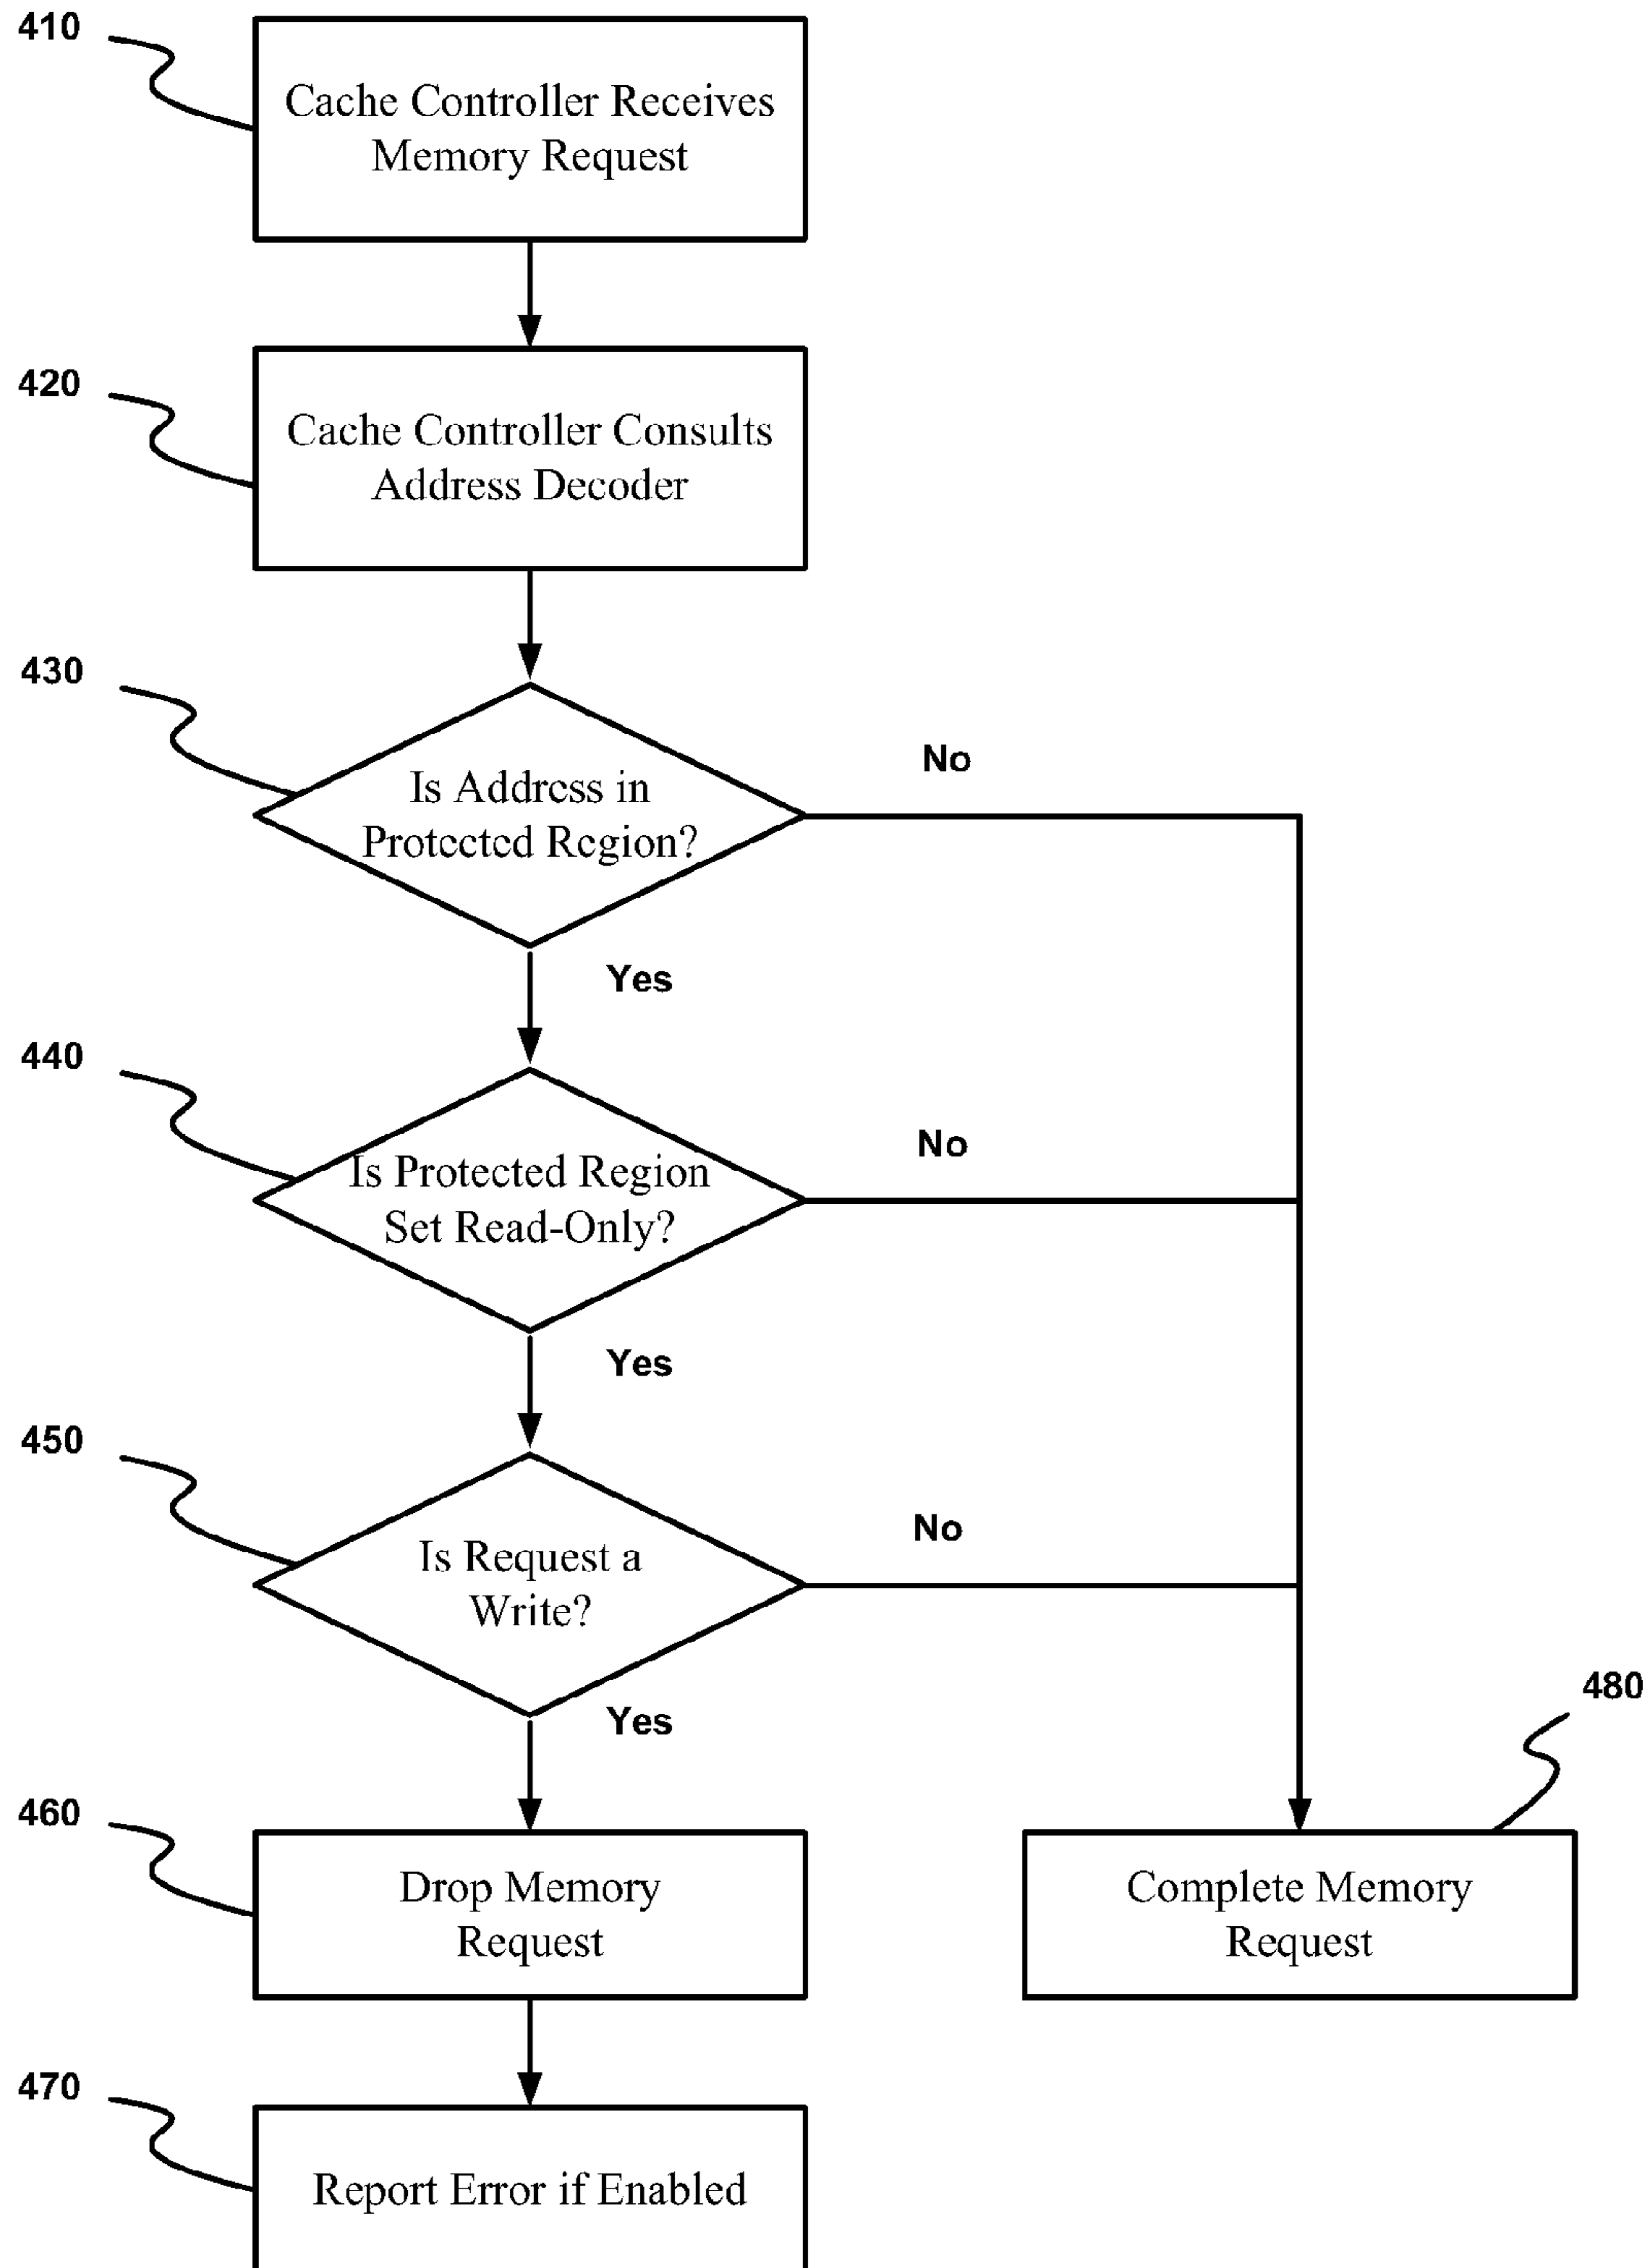 410
Cache Controller Receives
Memory Request
420
Cache Controller Consults
Address Decoder
430
Is Address in
Protected Region?
No
Yes
440
Is Protected Region
Set Read-Only?
No
Yes
450
Is Request a
Write?
No
Yes
480
460
Drop Memory
Request
Complete Memory
Request
470
Report Error if Enabled